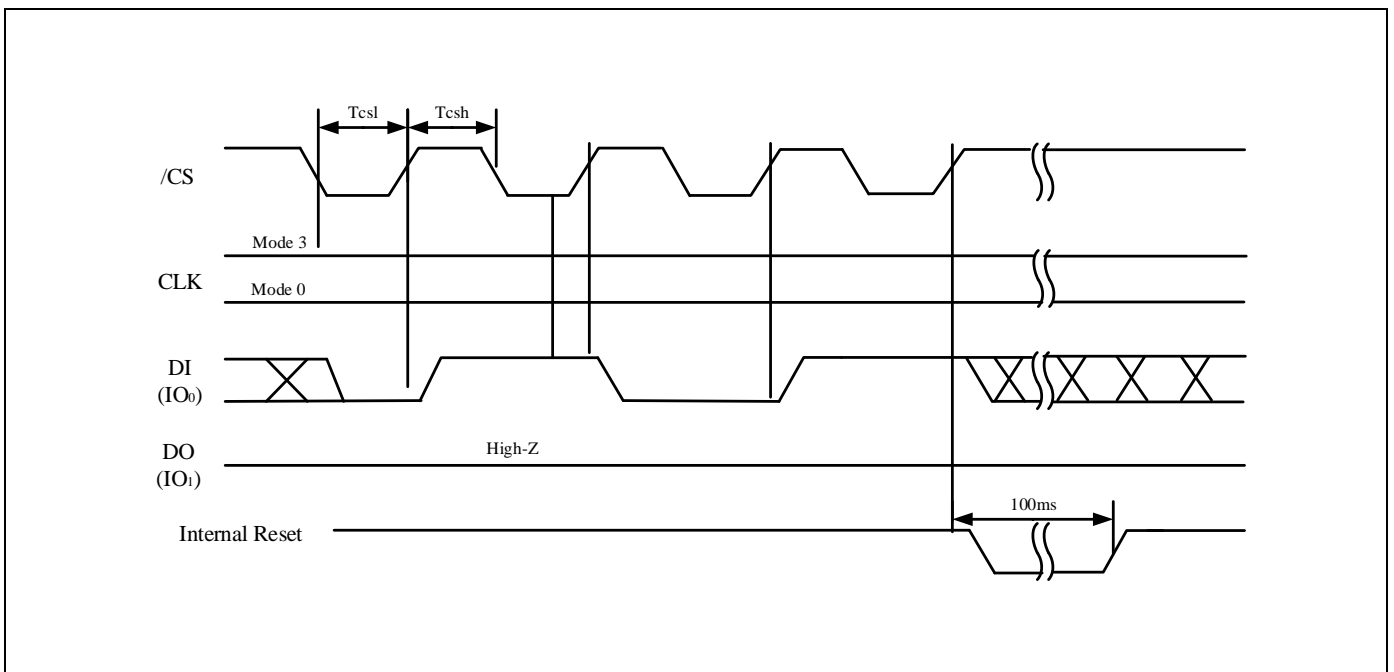 Tcsl
Tcsh
/CS
Mode 3
CLK
Mode 0
DI
(IO₀)
DO
(IO₁)
High-Z
100ms
Internal Reset